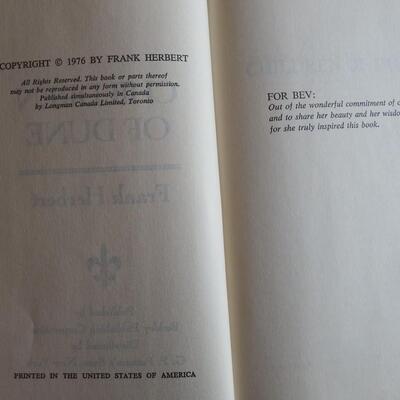 COPYRIGHT © 1976 BY FRANK HERBERT
All Rights Reserved. This book or parts thereof
may not be reproduced in any form without permission.
Published simultaneously in Canada
by Longman Canada Limited, Toronto
PRINTED IN THE UNITED STATES OF AMERICA
FOR BEV:
Out of the wonderful commitment of
and to share her beauty and her wisdo
for she truly inspired this book.